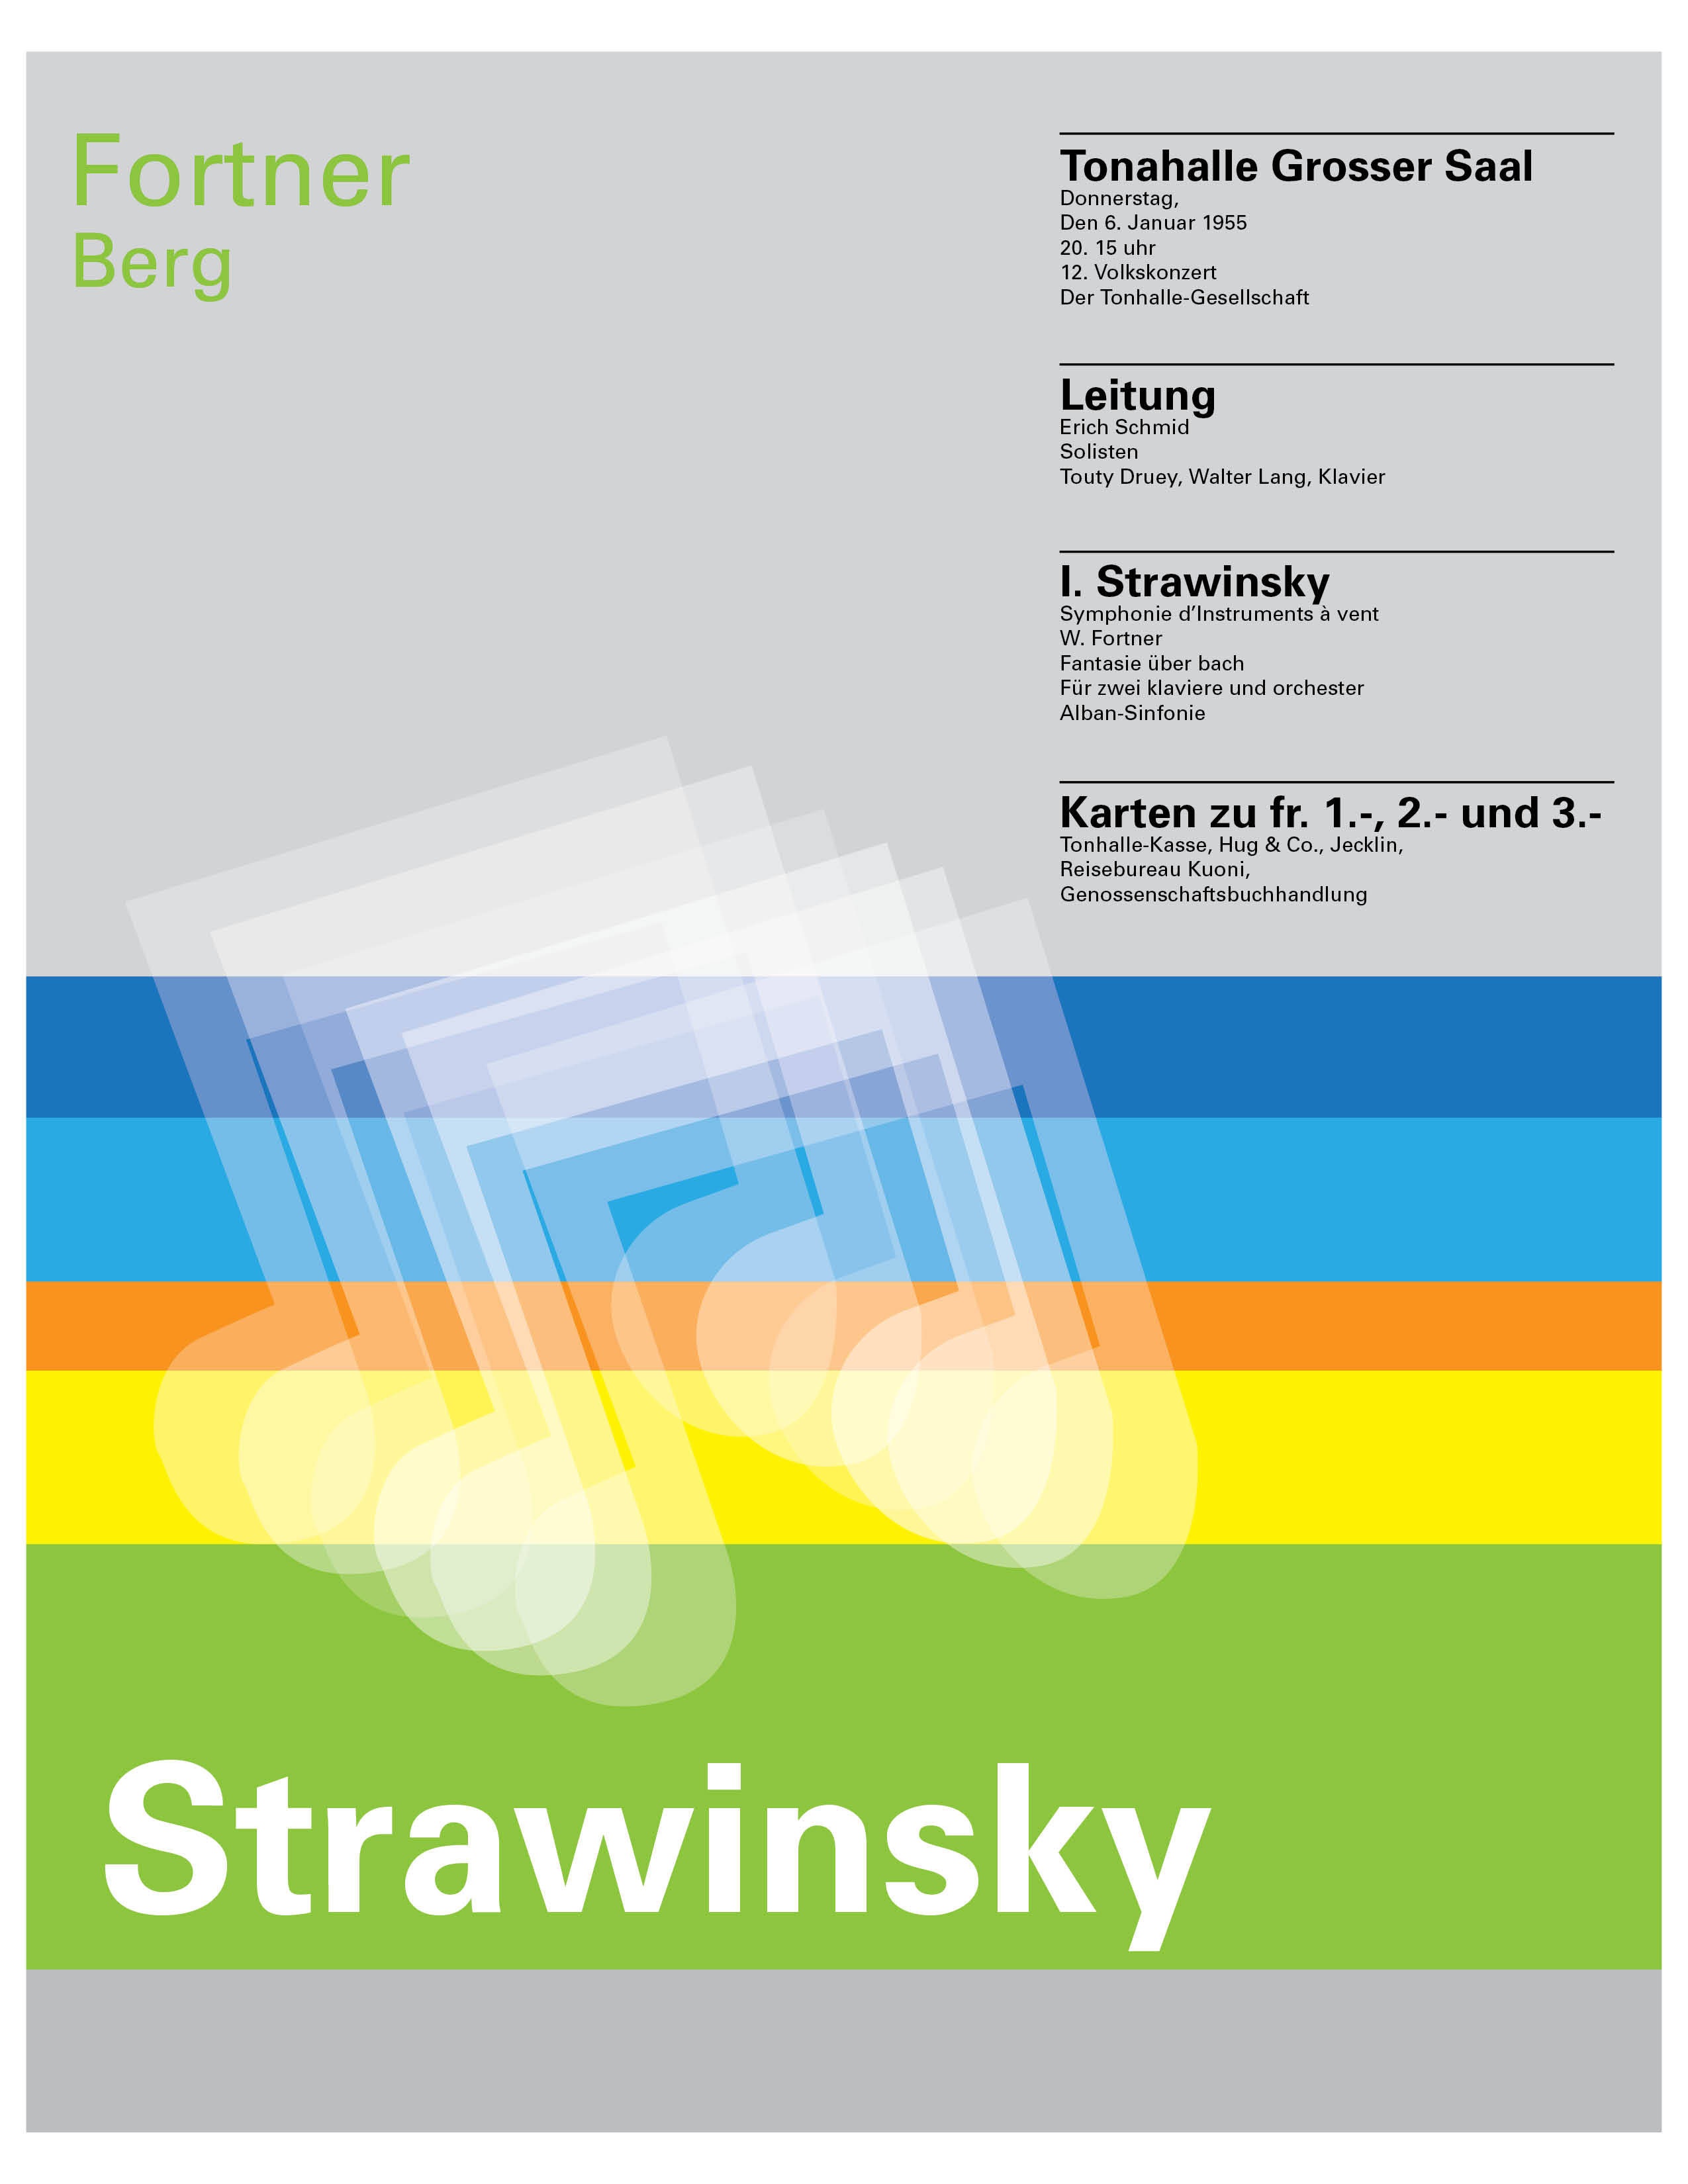 Fortner
Berg
Tonahalle Grosser Saal
Donnerstag,
Den 6. Januar 1955
20. 15 uhr
12. Volkskonzert
Der Tonhalle-Gesellschaft
Leitung
Erich Schmid
Solisten
Touty Druey, Walter Lang, Klavier
I. Strawinsky
Symphonie d’Instruments à vent
W. Fortner
Fantasie über bach
Für zwei klaviere und orchester
Alban-Sinfonie
Karten zu fr. 1.-, 2.- und 3.-
Tonhalle-Kasse, Hug & Co., Jecklin,
Reisebureau Kuoni,
Genossenschaftsbuchhandlung
Strawinsky